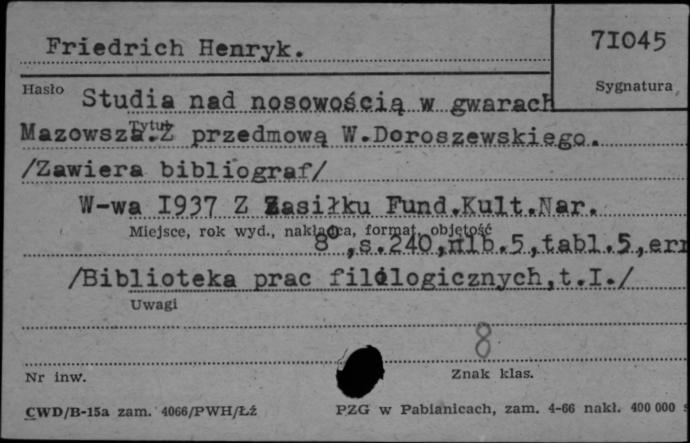 Friedrich Henryk.
71045
Sygnatura
Hasło
Studia nad nosowością w gwarach
Tytuł
Mazowsza.Z przedmową W.Doroszewskiego.
/Zawiera bibliograf/
W-wa I937 Z Zasiłku Fund.Kult.Nar.
Miejsce, rok wyd., nakładca, format, objętość
8°,s.240,nlb.5,tabl.5,err
/Biblioteka prac filologicznych,t.I./
Uwagi
8
Nr inw.
Znak klas.
CWD/B-15a zam. 4066/PWH/Łź
PZG w Pabianicach, zam. 4-66 nakł. 400 000 s